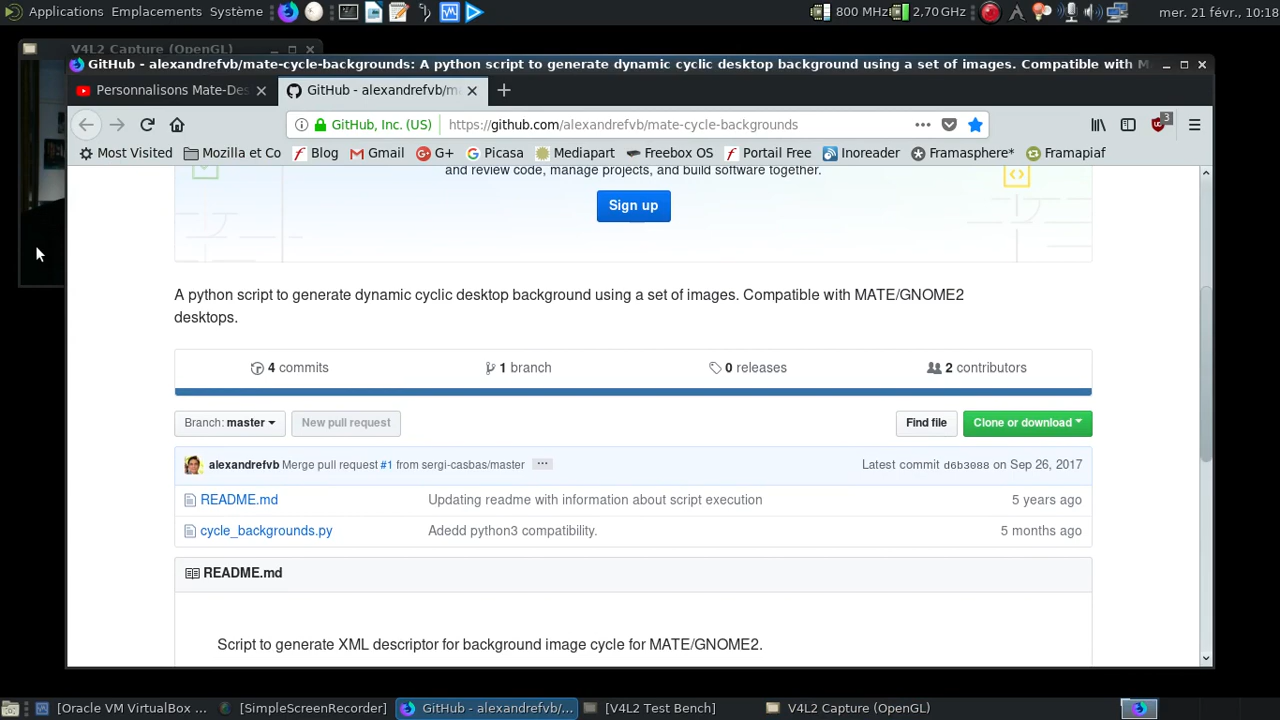 Applications Emplacements Système 800 MHz 2,70 GHz mer. 21 févr., 10:18
V4L2 Capture (OpenGL)
GitHub - alexandrefvb/mate-cycle-backgrounds: A python script to generate dynamic cyclic desktop background using a set of images. Compatible with M
Personnalisons Mate-Des
GitHub - alexandrefvb/ma
GitHub, Inc. (US) https://github.com/alexandrefvb/mate-cycle-backgrounds 3
Most Visited Mozilla et Co Blog Gmail G+ Picasa Mediapart Freebox OS Portail Free Inoreader Framasphere* Framapiaf
and review code, manage projects, and build software together.
Sign up
A python script to generate dynamic cyclic desktop background using a set of images. Compatible with MATE/GNOME2
desktops.
4 commits 1 branch 0 releases 2 contributors
Branch: master New pull request Find file Clone or download
alexandrefvb Merge pull request #1 from sergi-casbas/master ... Latest commit d6b3e88 on Sep 26, 2017
README.md Updating readme with information about script execution 5 years ago
cycle_backgrounds.py Adedd python3 compatibility. 5 months ago
README.md
Script to generate XML descriptor for background image cycle for MATE/GNOME2.
[Oracle VM VirtualBox ... [SimpleScreenRecorder] GitHub - alexandrefvb/... [V4L2 Test Bench] V4L2 Capture (OpenGL)